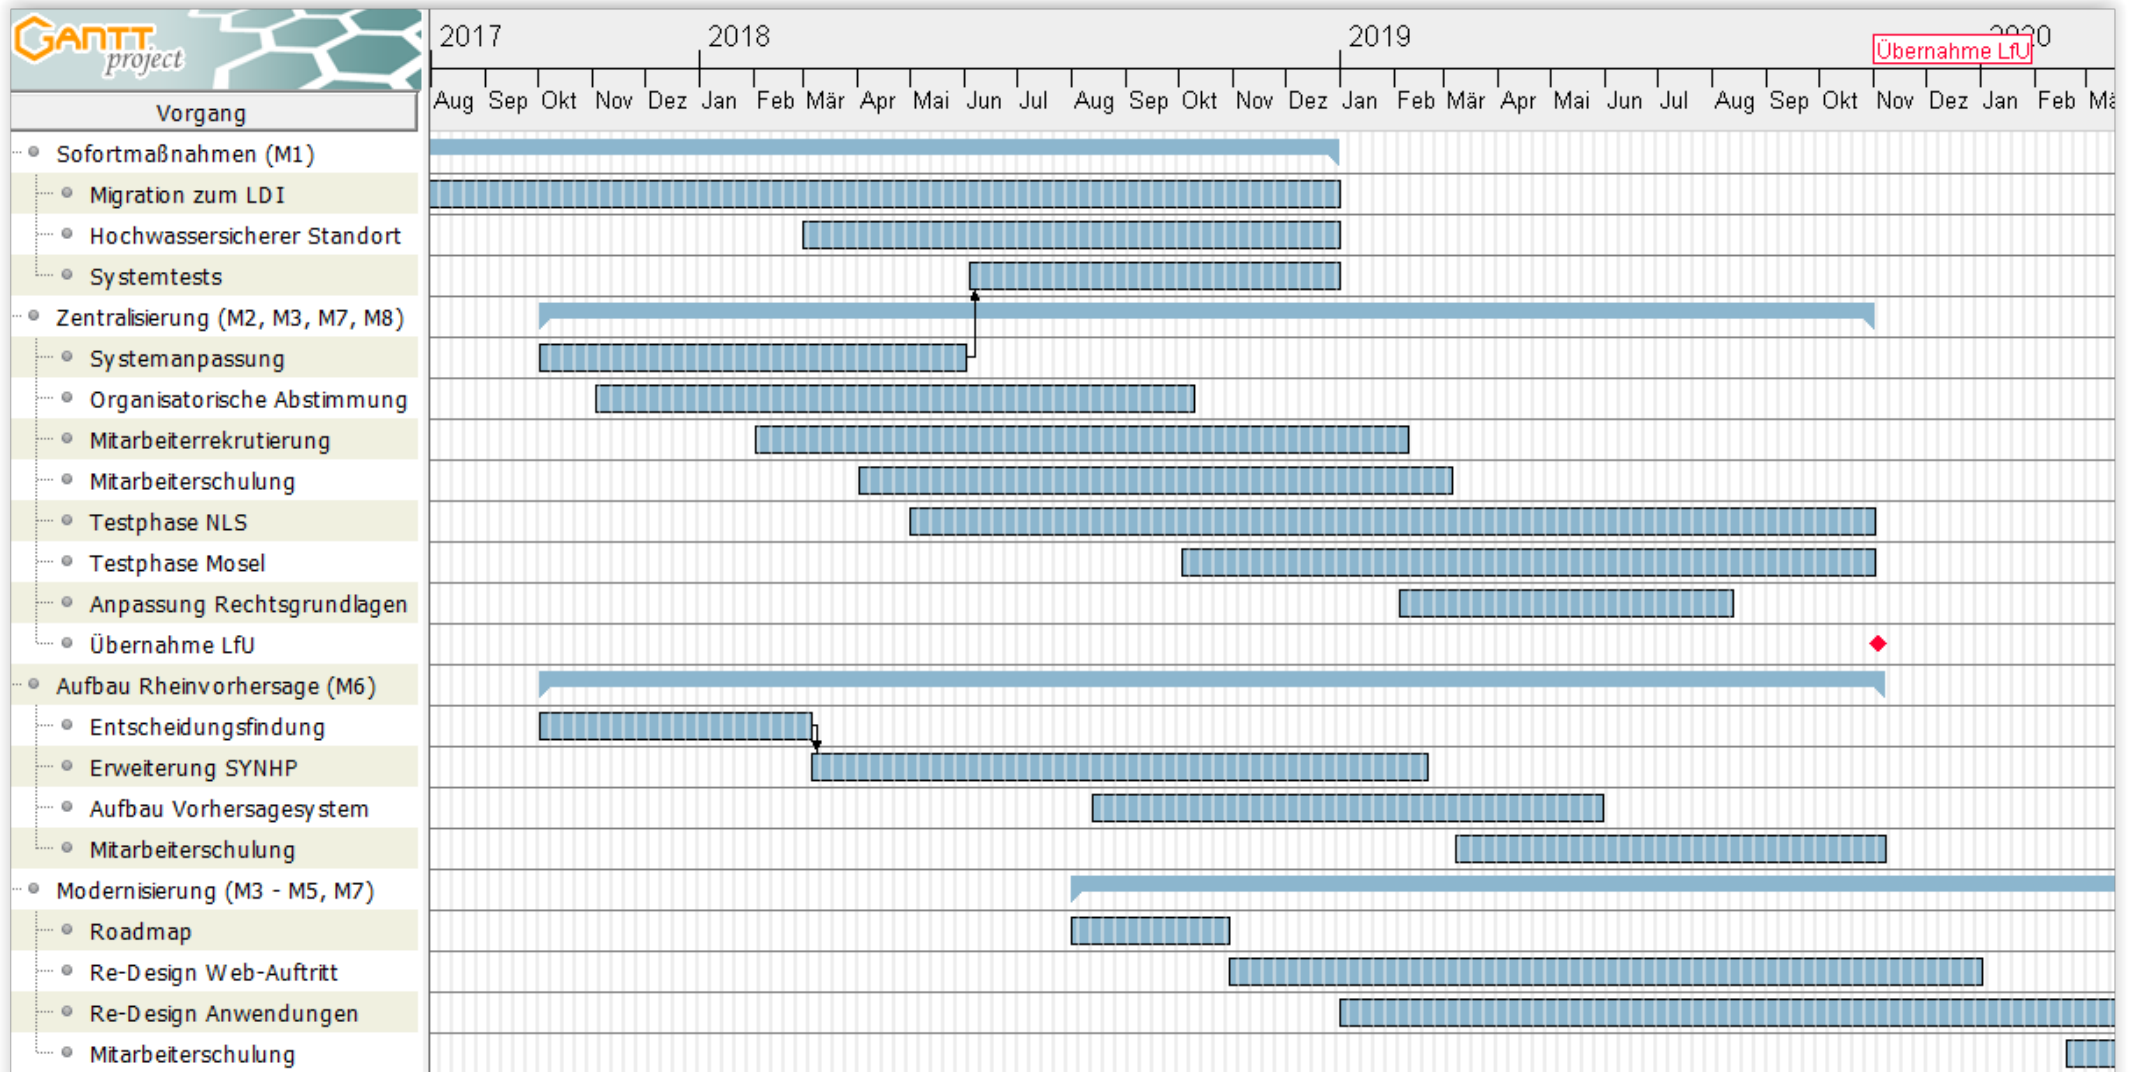 GANTT
project
2017 2018 2019 2020
Übernahme LfU
Aug Sep Okt Nov Dez Jan Feb Mär Apr Mai Jun Jul Aug Sep Okt Nov Dez Jan Feb Mär Apr Mai Jun Jul Aug Sep Okt Nov Dez Jan Feb Mä
Vorgang
Sofortmaßnahmen (M1)
Migration zum LDI
Hochwassersicherer Standort
Systemtests
Zentralisierung (M2, M3, M7, M8)
Systemanpassung
Organisatorische Abstimmung
Mitarbeiterrekrutierung
Mitarbeiterschulung
Testphase NLS
Testphase Mosel
Anpassung Rechtsgrundlagen
Übernahme LfU
Aufbau Rheinvorhersage (M6)
Entscheidungsfindung
Erweiterung SYNHP
Aufbau Vorhersagesystem
Mitarbeiterschulung
Modernisierung (M3 - M5, M7)
Roadmap
Re-Design Web-Auftritt
Re-Design Anwendungen
Mitarbeiterschulung